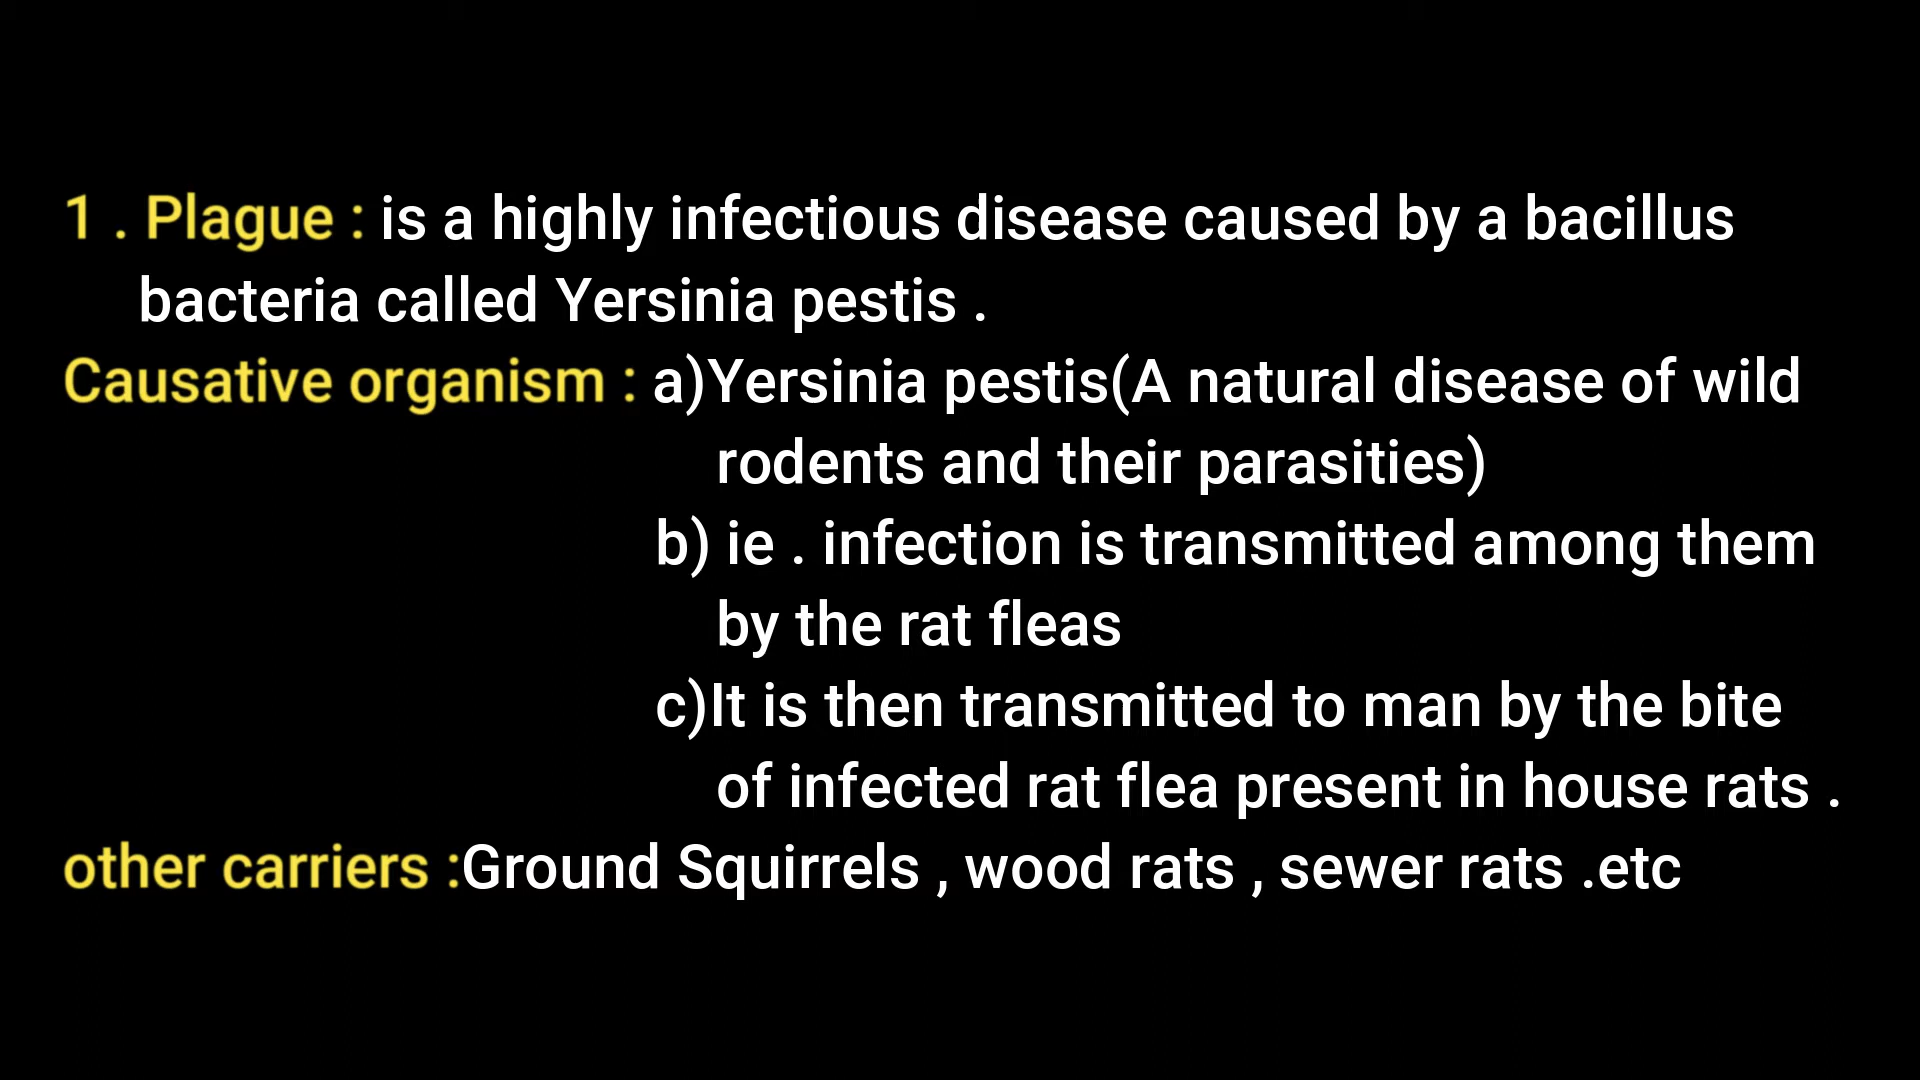 1 . Plague : is a highly infectious disease caused by a bacillus
bacteria called Yersinia pestis .
Causative organism : a)Yersinia pestis(A natural disease of wild
rodents and their parasities)
b) ie . infection is transmitted among them
by the rat fleas
c)It is then transmitted to man by the bite
of infected rat flea present in house rats .
other carriers :Ground Squirrels , wood rats , sewer rats .etc